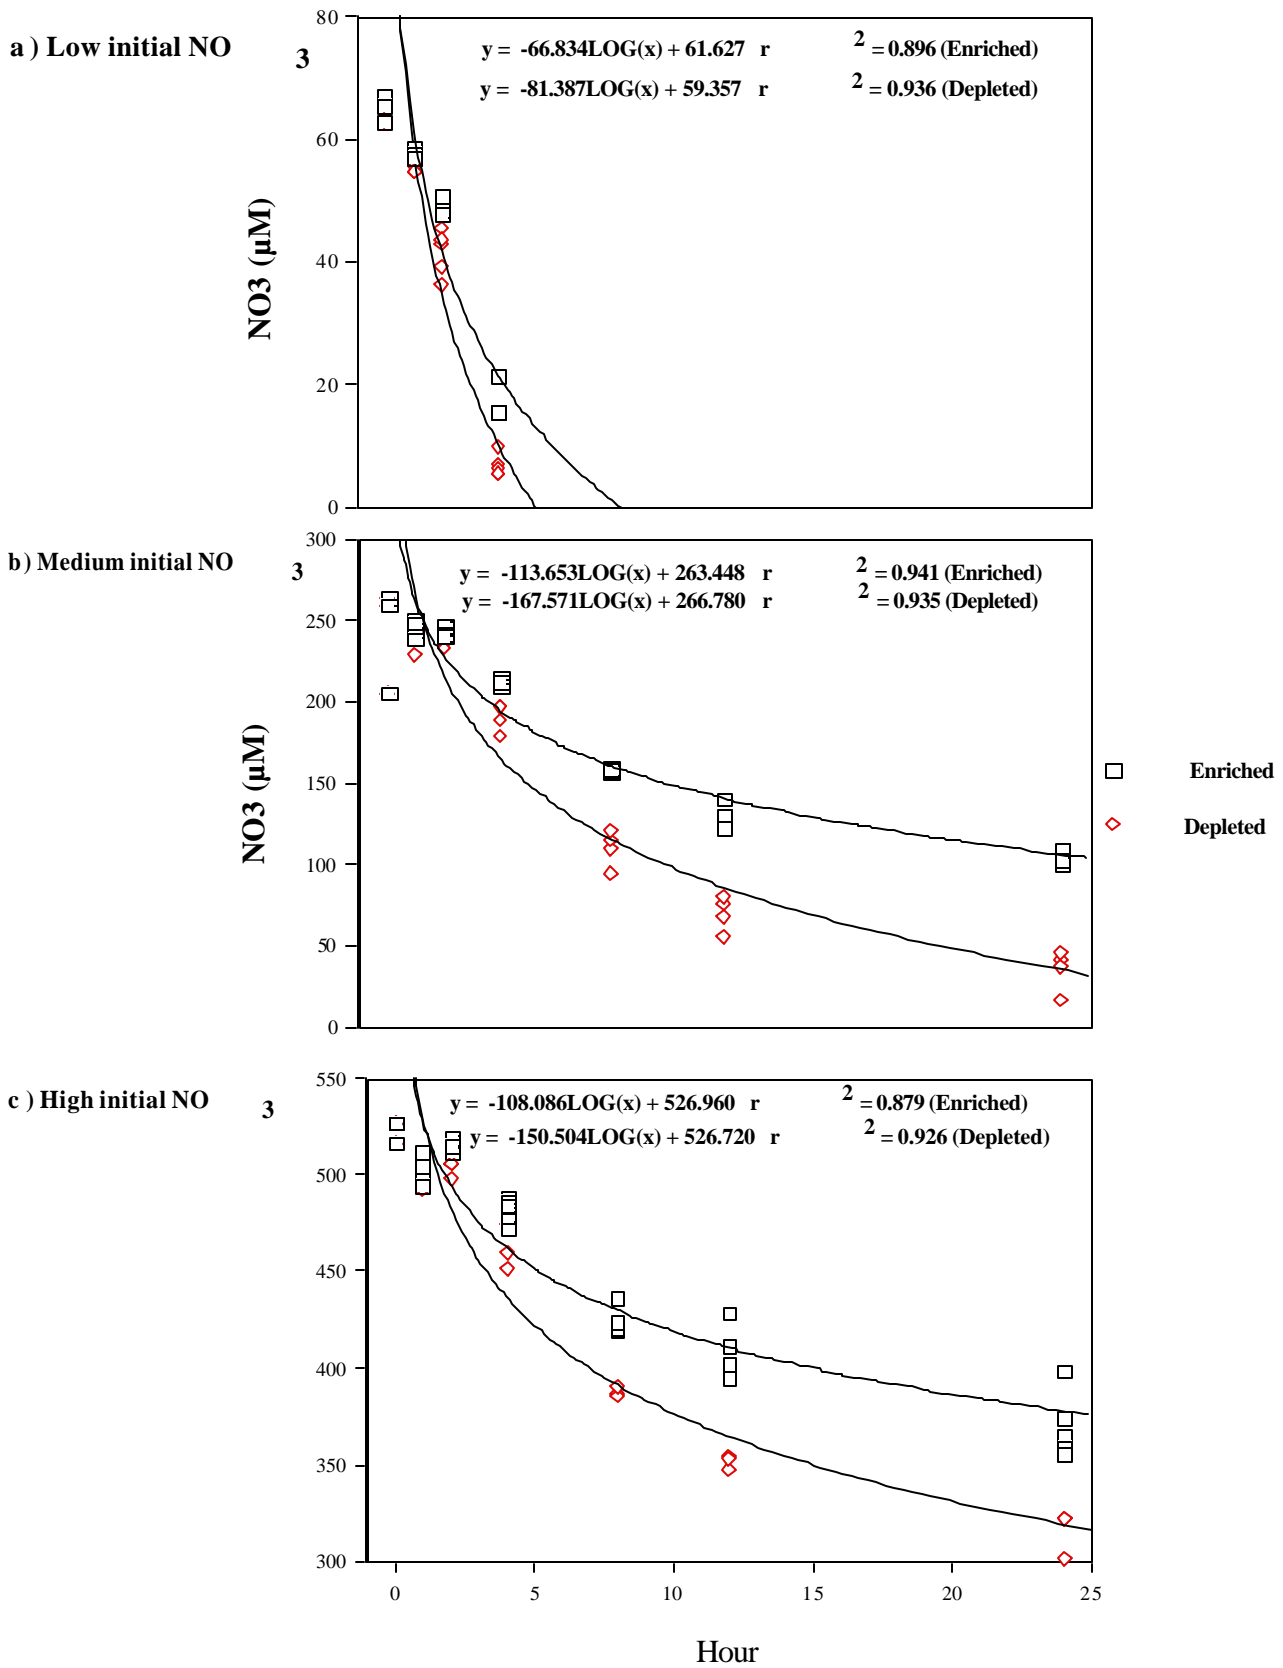 a ) Low initial NO 3
80
y = -66.834LOG(x) + 61.627 r 2 = 0.896 (Enriched)
y = -81.387LOG(x) + 59.357 r 2 = 0.936 (Depleted)
60
40
20
0
NO3 (µM)
b ) Medium initial NO 3
300
y = -113.653LOG(x) + 263.448 r 2 = 0.941 (Enriched)
y = -167.571LOG(x) + 266.780 r 2 = 0.935 (Depleted)
250
200
150
100
50
0
NO3 (µM)
Enriched
Depleted
c ) High initial NO 3
550
y = -108.086LOG(x) + 526.960 r 2 = 0.879 (Enriched)
y = -150.504LOG(x) + 526.720 r 2 = 0.926 (Depleted)
500
450
400
350
300
0 5 10 15 20 25
Hour